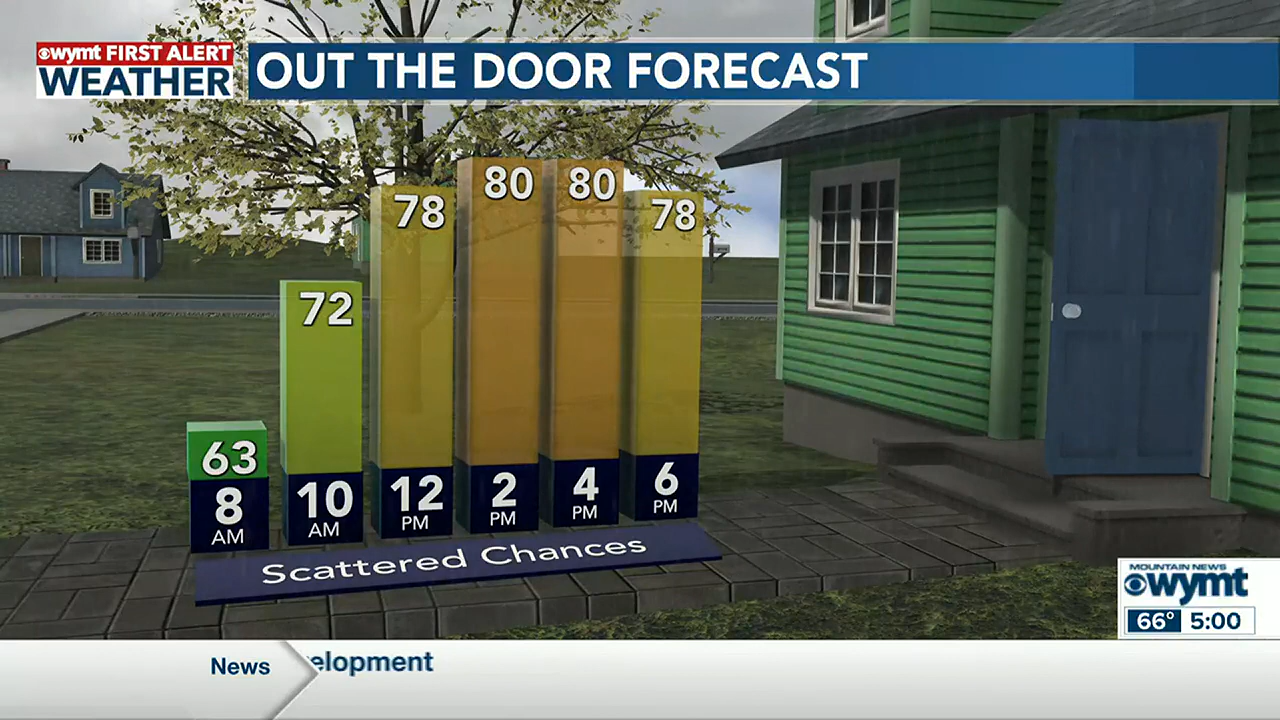 wymt FIRST ALERT
WEATHER
OUT THE DOOR FORECAST
63
72
78
80
80
78
8
AM
10
AM
12
PM
2
PM
4
PM
6
PM
Scattered Chances
MOUNTAIN NEWS
wymt
66° 5:00
News
elopment